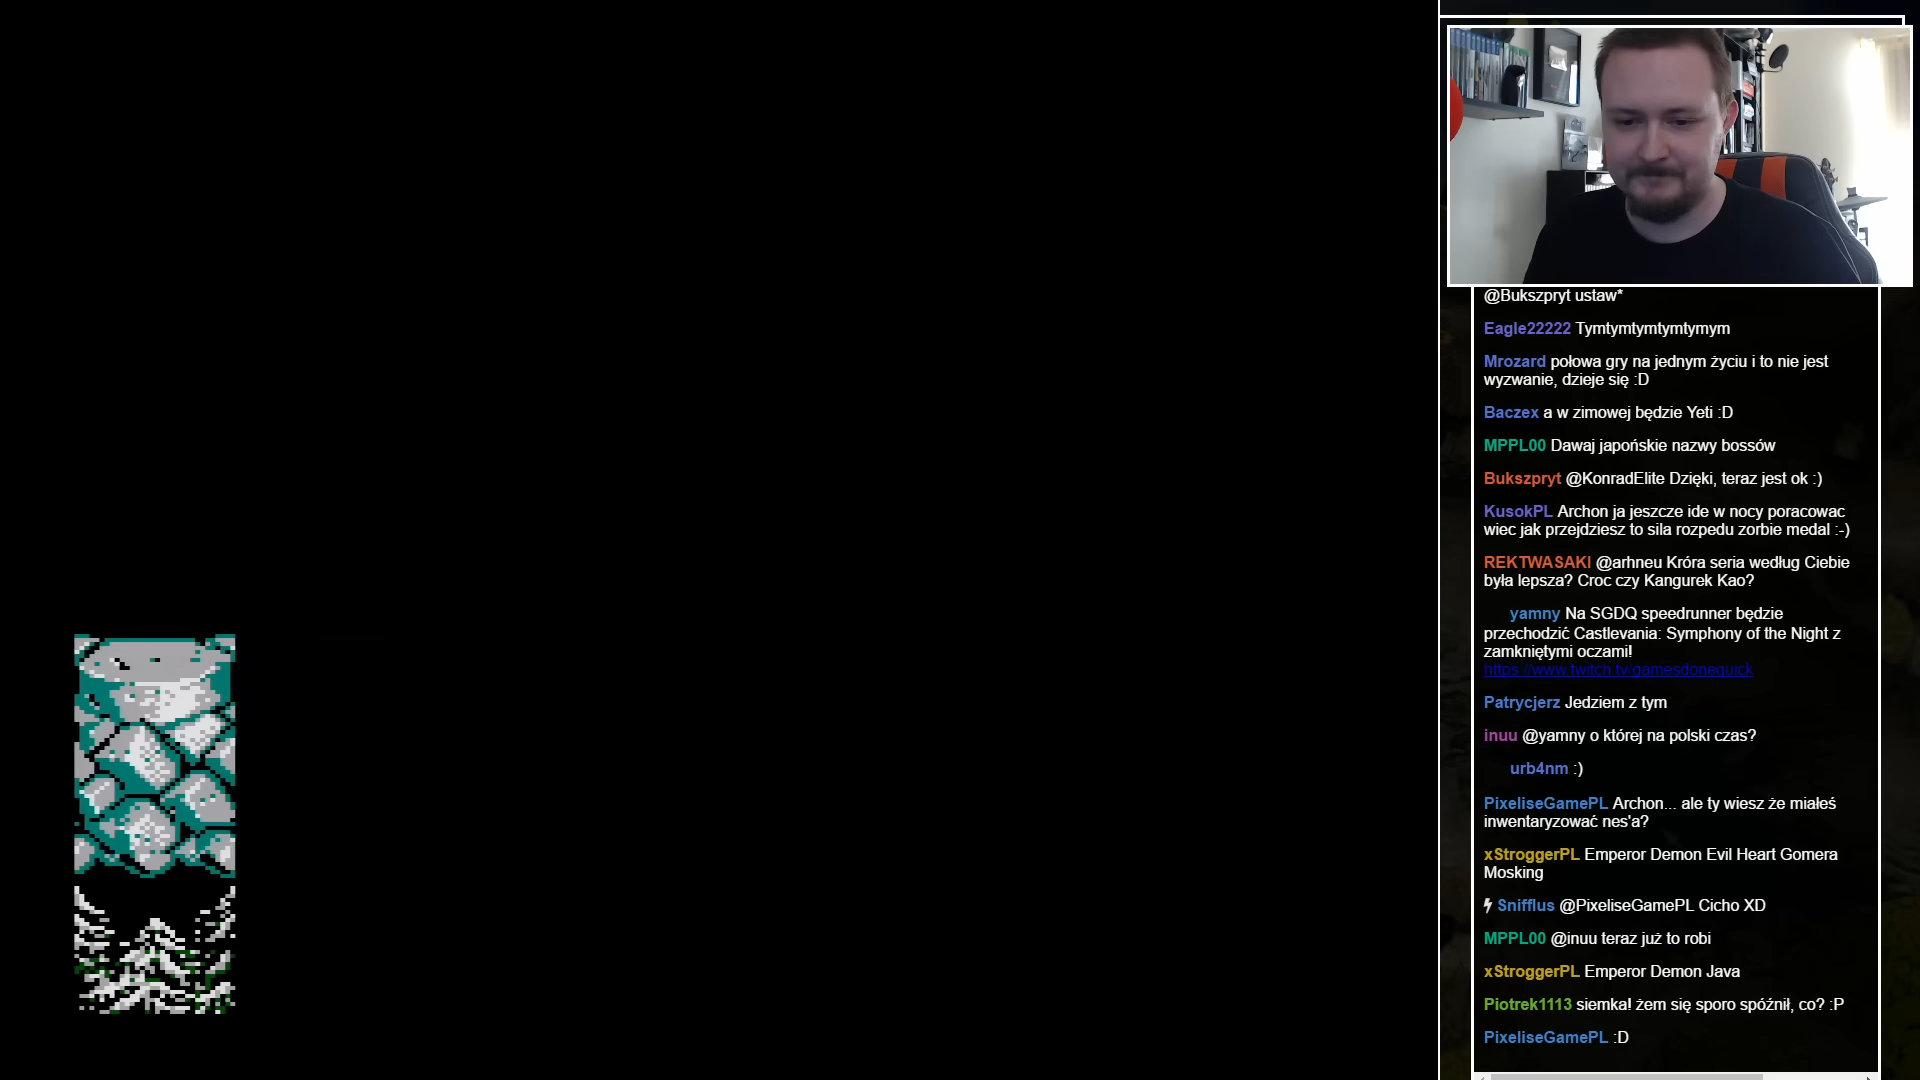 @Bukszpryt ustaw*
Eagle22222 Tymtymtymtymtymym
Mrozard połowa gry na jednym życiu i to nie jest
wyzwanie, dzieje się :D
Baczex a w zimowej będzie Yeti :D
MPPL00 Dawaj japońskie nazwy bossów
Bukszpryt @KonradElite Dzięki, teraz jest ok :)
KusokPL Archon ja jeszcze ide w nocy poracowac
wiec jak przejdziesz to sila rozpedu zorbie medal :-)
REKTWASAKI @arhneu Króra seria według Ciebie
była lepsza? Croc czy Kangurek Kao?
yamny Na SGDQ speedrunner będzie
przechodzić Castlevania: Symphony of the Night z
zamkniętymi oczami!
https://www.twitch.tv/gamesdonequick
Patrycjerz Jedziem z tym
inuu @yamny o której na polski czas?
urb4nm :)
PixeliseGamePL Archon... ale ty wiesz że miałeś
inwentaryzować nes'a?
xStroggerPL Emperor Demon Evil Heart Gomera
Mosking
Snifflus @PixeliseGamePL Cicho XD
MPPL00 @inuu teraz już to robi
xStroggerPL Emperor Demon Java
Piotrek1113 siemka! żem się sporo spóźnił, co? :P
PixeliseGamePL :D